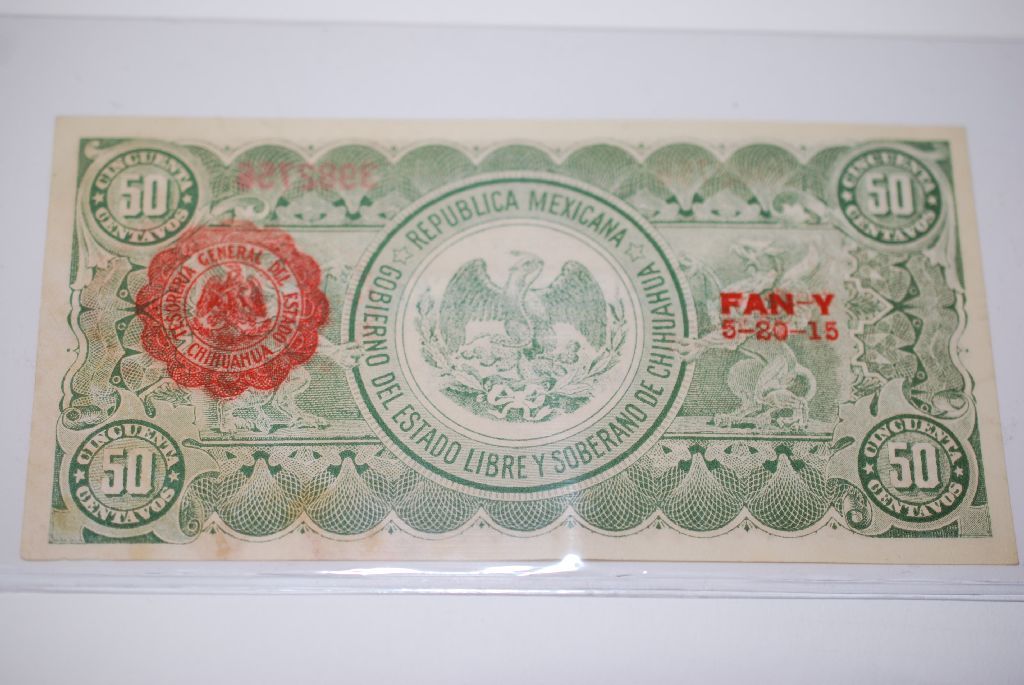 CINCUENTA
50
CENTAVOS
CINCUENTA
50
CENTAVOS
REPUBLICA MEXICANA
GOBIERNO DEL ESTADO LIBRE Y SOBERANO DE CHIHUAHUA
TESORERIA GENERAL DEL ESTADO
CHIHUAHUA
FAN-Y
5-20-15
CINCUENTA
50
CENTAVOS
CINCUENTA
50
CENTAVOS